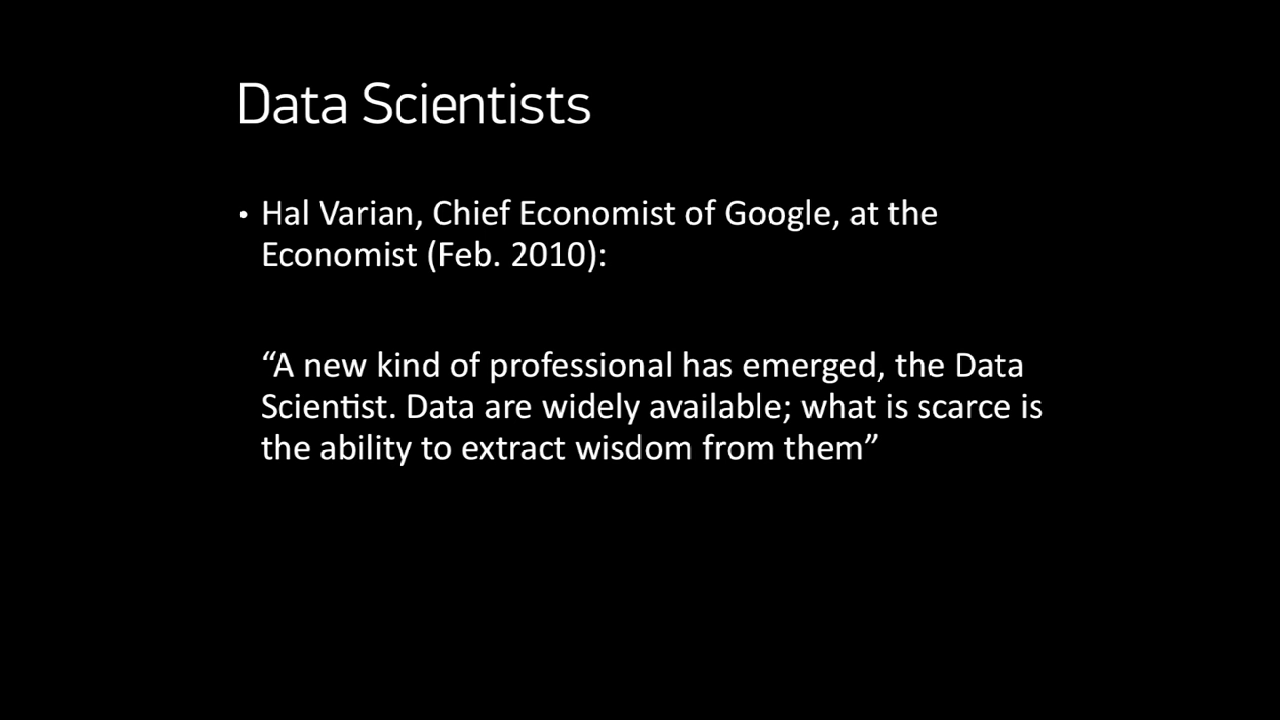 Data Scientists
• Hal Varian, Chief Economist of Google, at the
Economist (Feb. 2010):
“A new kind of professional has emerged, the Data
Scientist. Data are widely available; what is scarce is
the ability to extract wisdom from them”